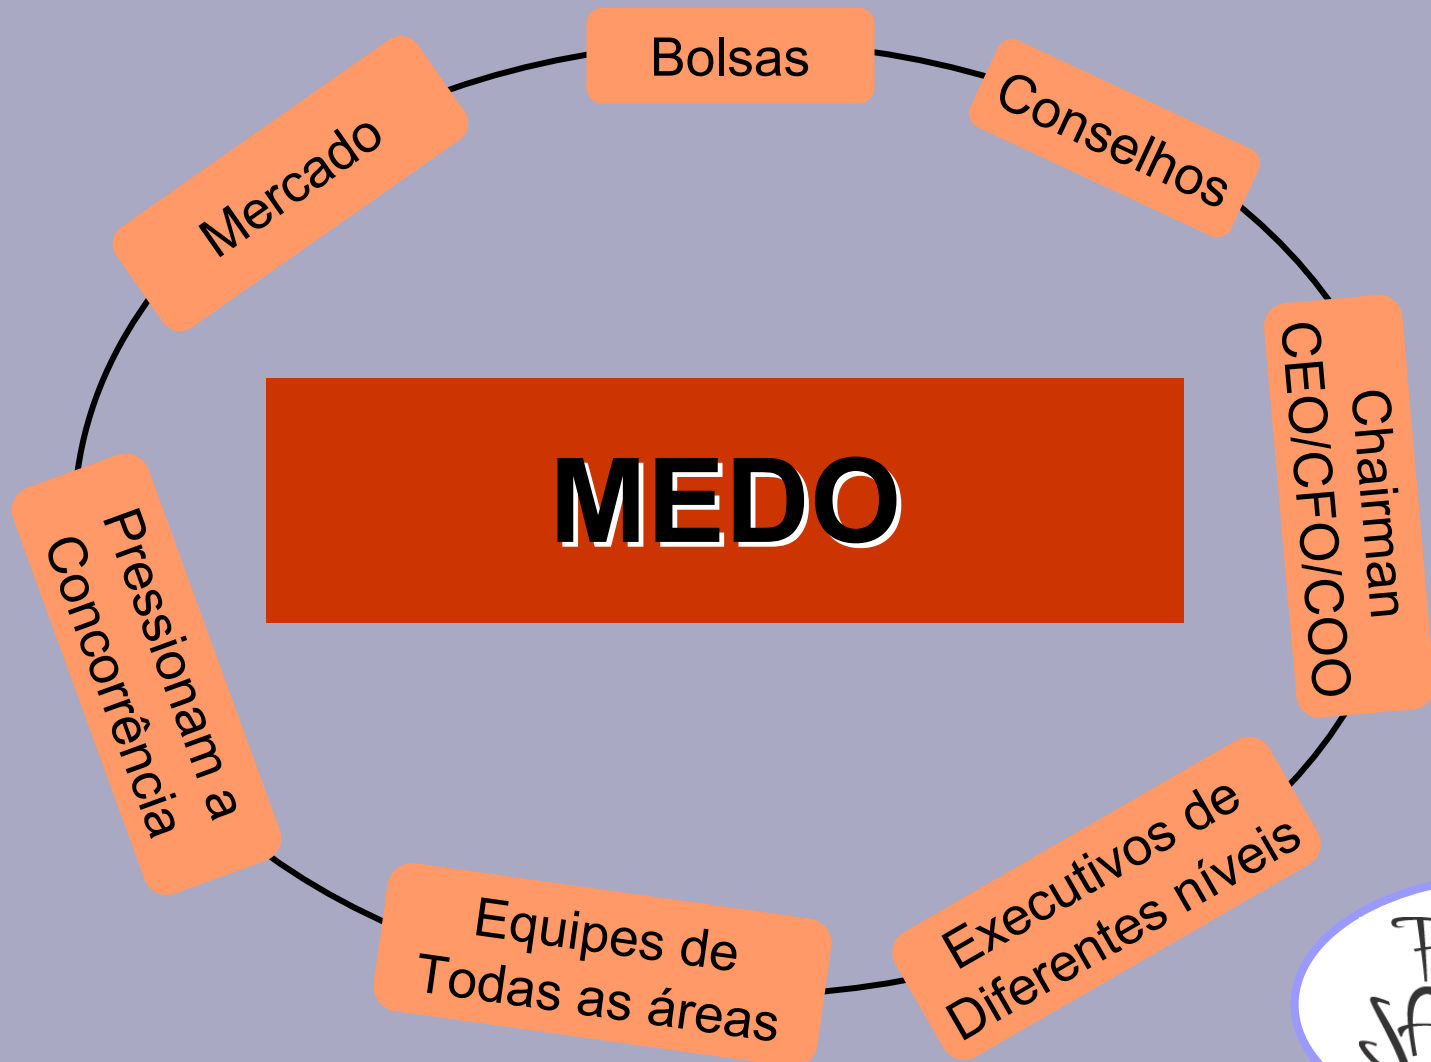 Bolsas
Conselhos
Mercado
Chairman
CEO/CFO/COO
MEDO
Pressionam a
Concorrência
Executivos de
Diferentes níveis
Equipes de
Todas as áreas